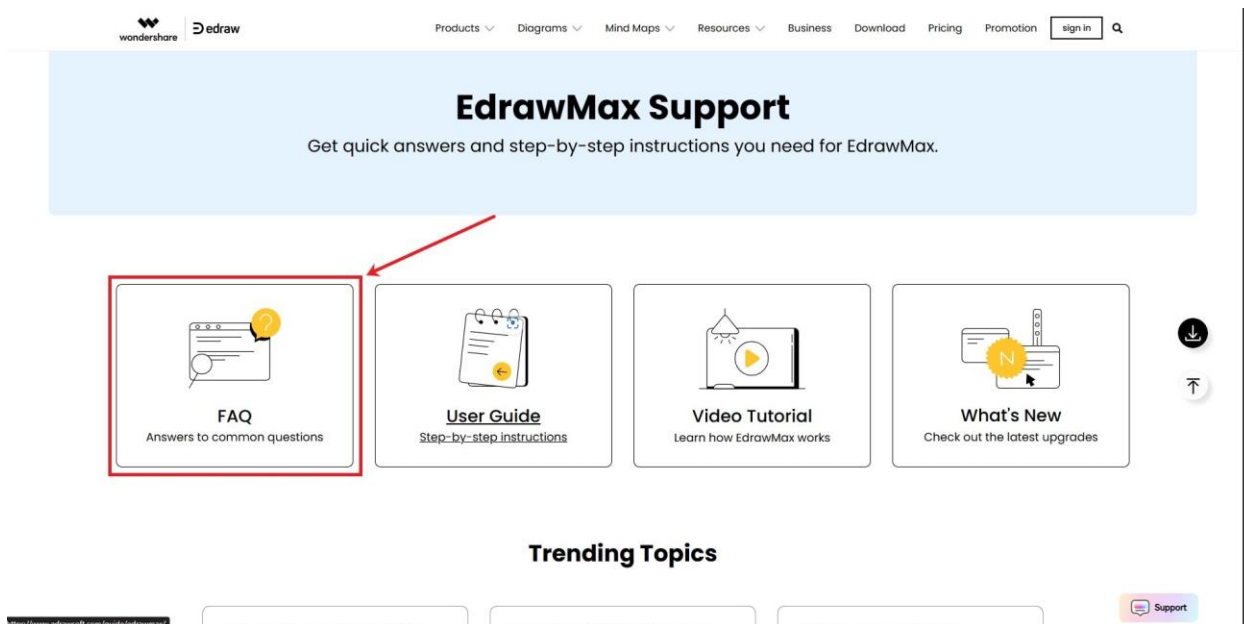 wondershare
edraw
Products
Diagrams
Mind Maps
Resources
Business
Download
Pricing
Promotion
sign in
EdrawMax Support
Get quick answers and step-by-step instructions you need for EdrawMax.
?
N
FAQ
Answers to common questions
User Guide
Step-by-step instructions
Video Tutorial
Learn how EdrawMax works
What's New
Check out the latest upgrades
Trending Topics
Support